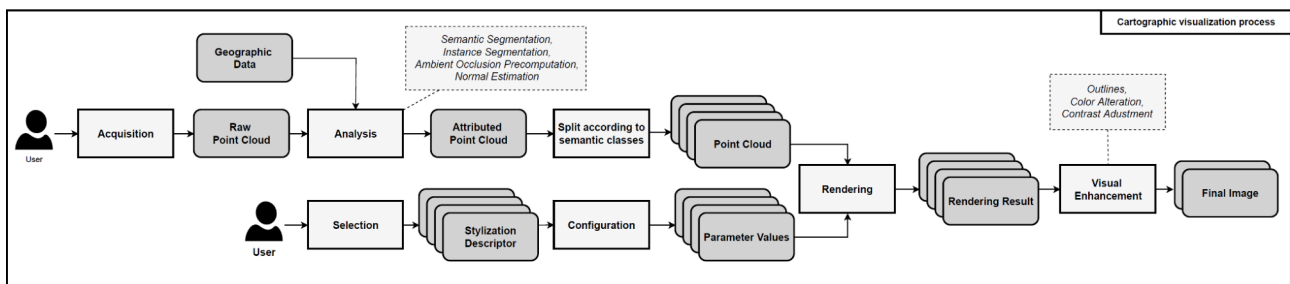 Cartographic visualization process
Geographic
Data
Semantic Segmentation,
Instance Segmentation,
Ambient Occlusion Precomputation,
Normal Estimation
Outlines,
Color Alteration,
Contrast Adustment
User
Acquisition
Raw
Point Cloud
Analysis
Attributed
Point Cloud
Split according to
semantic classes
Point Cloud
Rendering
Rendering Result
Visual
Enhancement
Final Image
User
Selection
Stylization
Descriptor
Configuration
Parameter Values